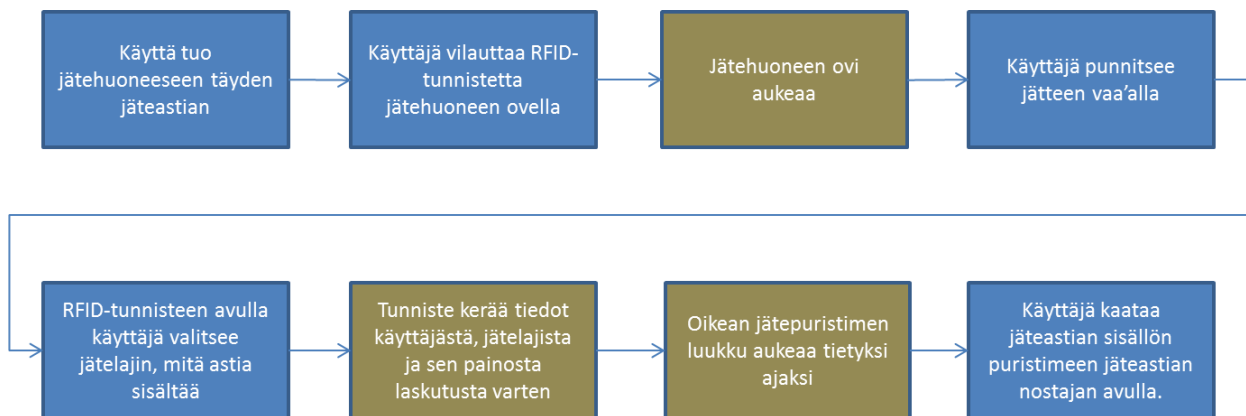 Käyttä tuo
jätehuoneeseen täyden
jäteastian
Käyttäjä vilauttaa RFID-
tunnistetta
jätehuoneen ovella
Jätehuoneen ovi
aukeaa
Käyttäjä punnitsee
jätteen vaa’alla
RFID-tunnisteen avulla
käyttäjä valitsee
jätelajin, mitä astia
sisältää
Tunniste kerää tiedot
käyttäjästä, jätelajista
ja sen painosta
laskutusta varten
Oikean jätepuristimen
luukku aukeaa tietyksi
ajaksi
Käyttäjä kaataa
jäteastian sisällön
puristimeen jäteastian
nostajan avulla.